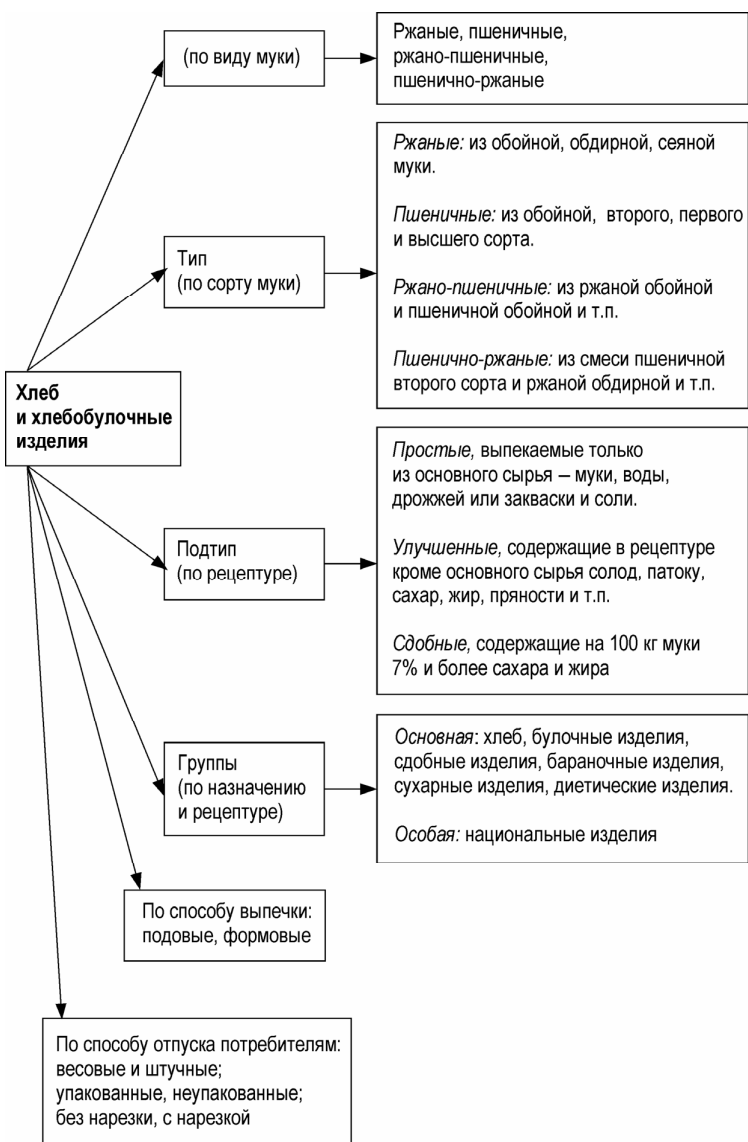 (по виду муки)
Ржаные, пшеничные,
ржано-пшеничные,
пшенично-ржаные
Тип
(по сорту муки)
Ржаные: из обойной, обдирной, сеяной
муки.
Пшеничные: из обойной, второго, первого
и высшего сорта.
Ржано-пшеничные: из ржаной обойной
и пшеничной обойной и т.п.
Пшенично-ржаные: из смеси пшеничной
второго сорта и ржаной обдирной и т.п.
Хлеб
и хлебобулочные
изделия
Подтип
(по рецептуре)
Простые, выпекаемые только
из основного сырья – муки, воды,
дрожжей или закваски и соли.
Улучшенные, содержащие в рецептуре
кроме основного сырья солод, патоку,
сахар, жир, пряности и т.п.
Сдобные, содержащие на 100 кг муки
7% и более сахара и жира
Группы
(по назначению
и рецептуре)
Основная: хлеб, булочные изделия,
сдобные изделия, бараночные изделия,
сухарные изделия, диетические изделия.
Особая: национальные изделия
По способу выпечки:
подовые, формовые
По способу отпуска потребителям:
весовые и штучные;
упакованные, неупакованные;
без нарезки, с нарезкой